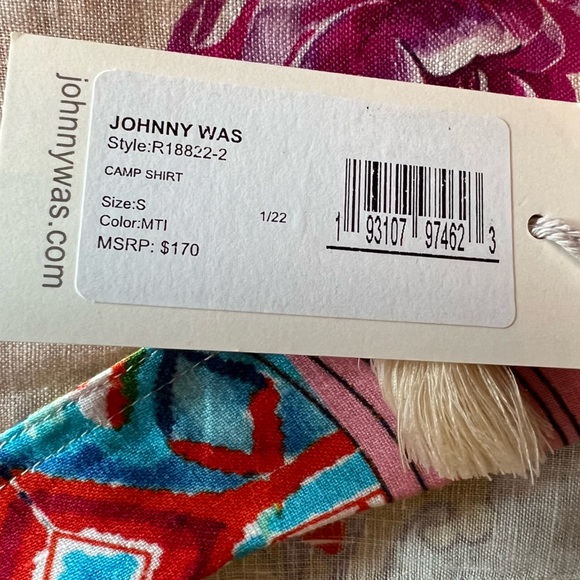 johnnywas.com
JOHNNY WAS
Style:R18822-2
CAMP SHIRT
Size:S 1/22
Color:MTI
MSRP: $170
1 93107 97462 3